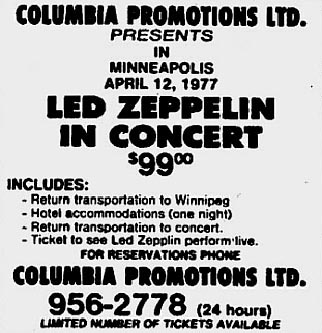 COLUMBIA PROMOTIONS LTD.
PRESENTS
IN
MINNEAPOLIS
APRIL 12, 1977
LED ZEPPELIN
IN CONCERT
$99.00
INCLUDES:
- Return transportation to Winnipeg
- Hotel accommodations (one night)
- Return transportation to concert.
- Ticket to see Led Zepplin perform live.
FOR RESERVATIONS PHONE
COLUMBIA PROMOTIONS LTD.
956-2778 (24 hours)
LIMITED NUMBER OF TICKETS AVAILABLE